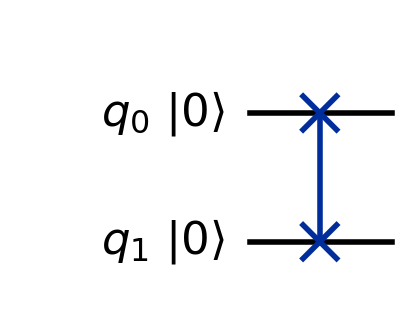 q₀ |0⟩
q₁ |0⟩